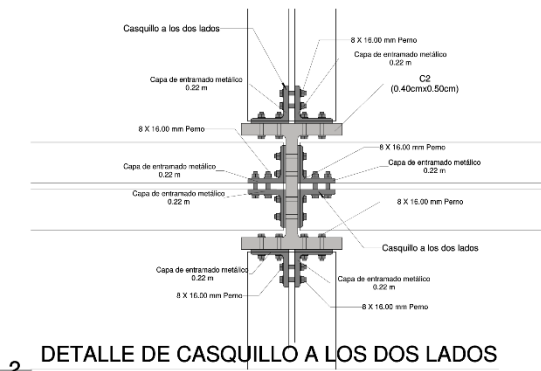 Casquillo a los dos lados
8 X 16.00 mm Perno
Capa de entramado metálico
0.22 m
Capa de entramado metálico
0.22 m
C2
(0.40cmx0.50cm)
8 X 16.00 mm Perno
8 X 16.00 mm Perno
Capa de entramado metálico
0.22 m
Capa de entramado metálico
0.22 m
Capa de entramado metálico
0.22 m
8 X 16.00 mm Perno
Casquillo a los dos lados
Capa de entramado metálico
0.22 m
Capa de entramado metálico
0.22 m
8 X 16.00 mm Perno
8 X 16.00 mm Perno
2 DETALLE DE CASQUILLO A LOS DOS LADOS